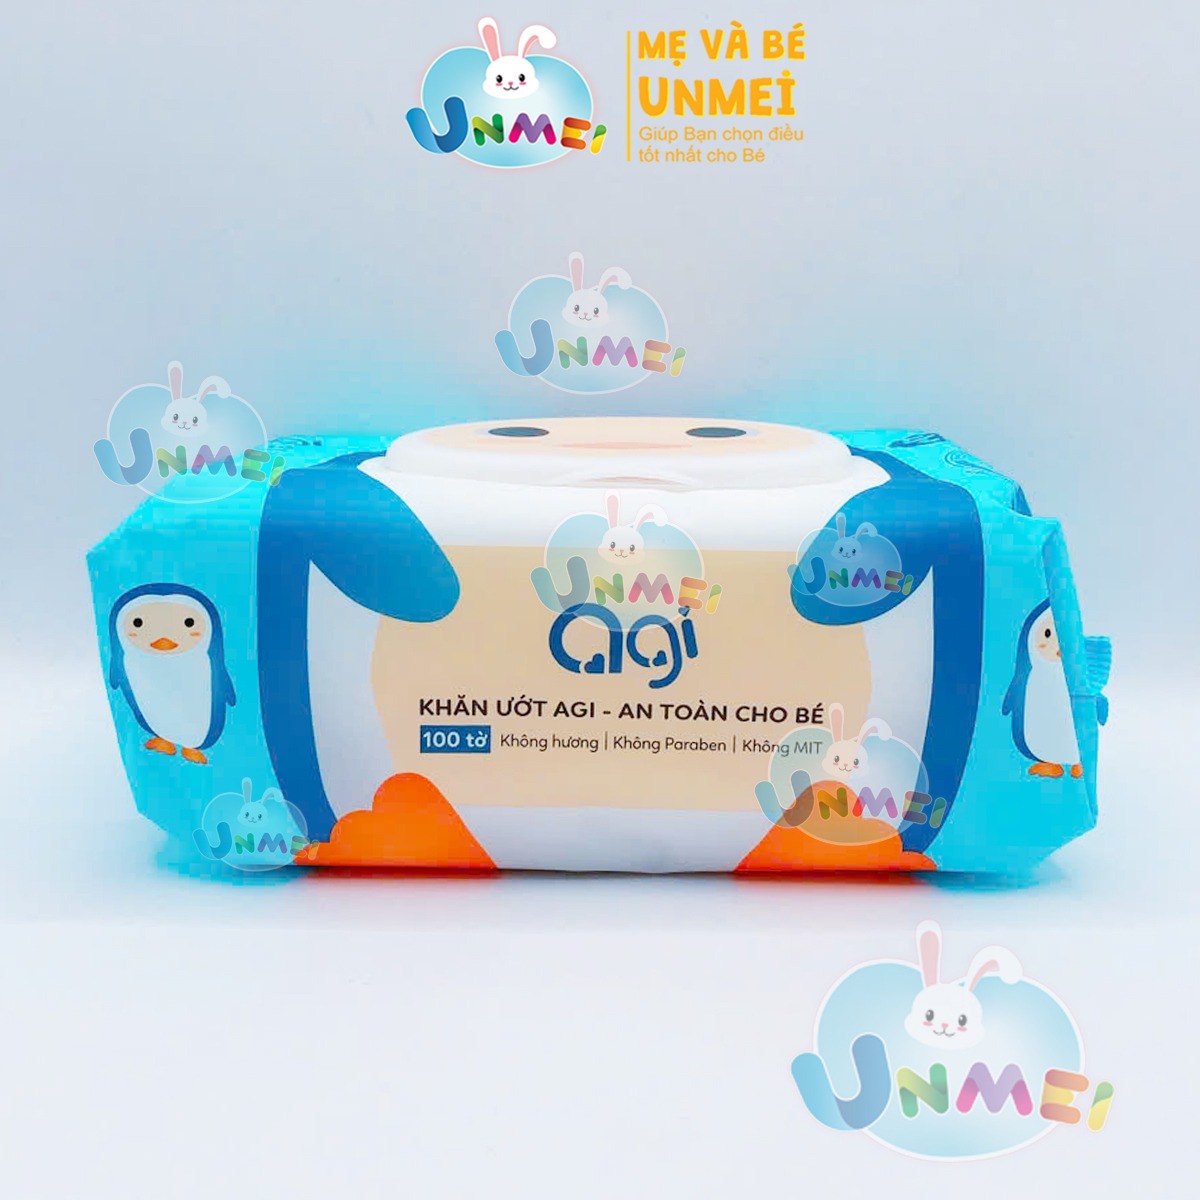 UNMEI
MẸ VÀ BÉ
UNMEI
Giúp Bạn chọn điều
tốt nhất cho Bé
UNMEI
UNMEI
UNMEI
UNMEI
agi
KHĂN ƯỚT AGI - AN TOÀN CHO BÉ
100 tờ Không hương | Không Paraben | Không MIT
UNMEI
UNMEI
UNMEI